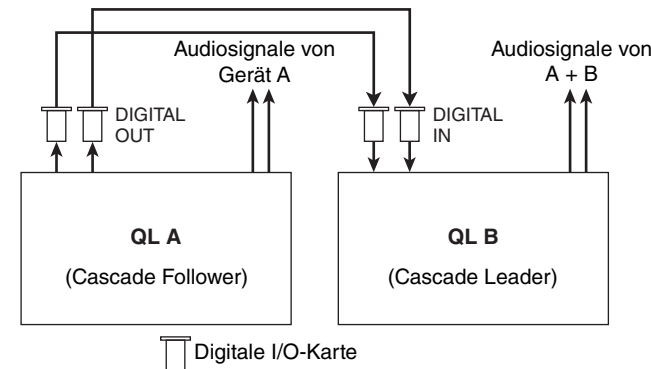 Audiosignale von
Gerät A
Audiosignale von
A + B
DIGITAL
OUT
DIGITAL
IN
QL A
(Cascade Follower)
QL B
(Cascade Leader)
Digitale I/O-Karte